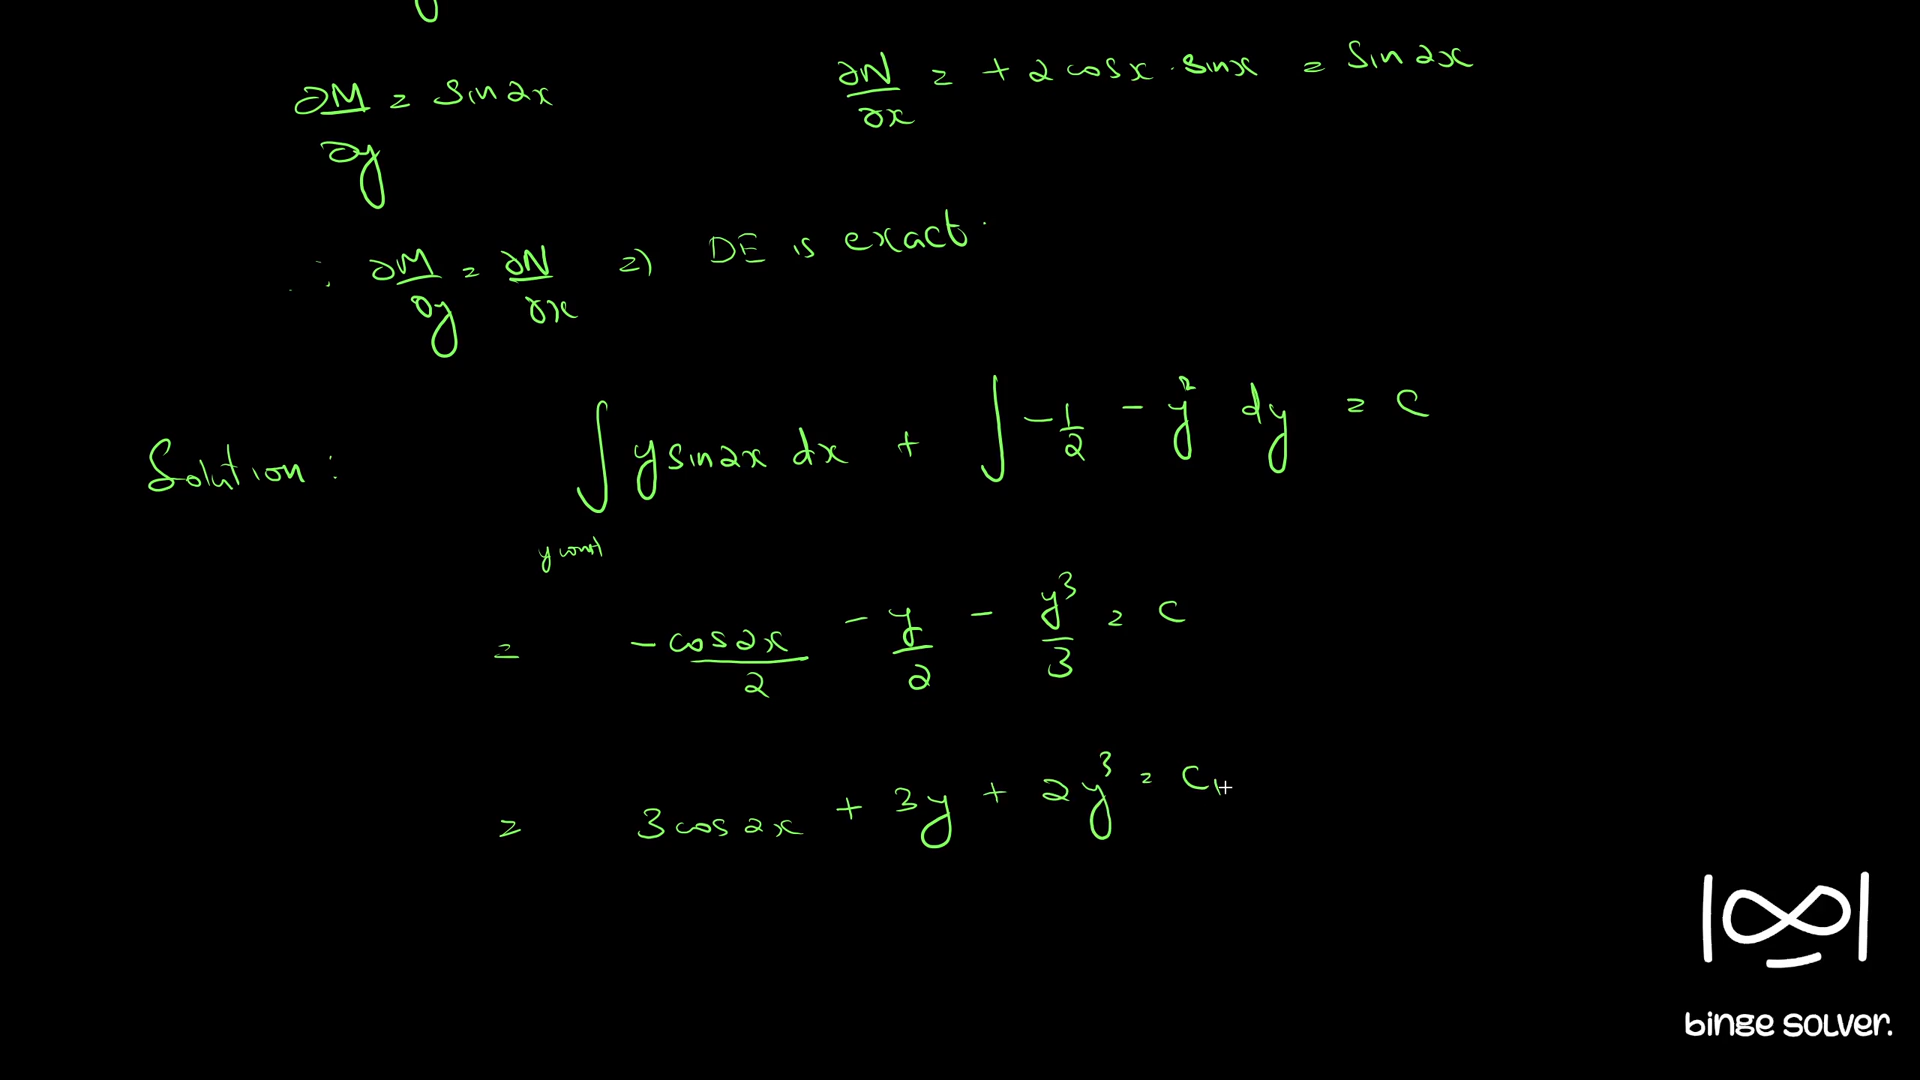 ∂M/∂y = sin 2x    ∂N/∂x = + 2 cos x · sin x = sin 2x
∴ ∂M/∂y = ∂N/∂x ⇒ DE is exact.
Solution: ∫ y sin 2x dx + ∫ -1/2 - y² dy = c
y const
= -cos 2x/2 - y/2 - y³/3 = c
= 3 cos 2x + 3y + 2y³ = C
binge solver.